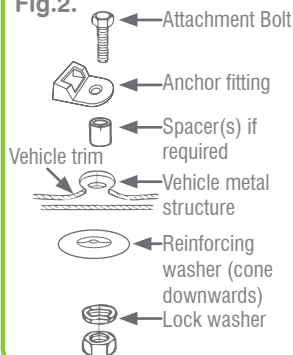 Fig.2.
Attachment Bolt
Anchor fitting
Spacer(s) if
required
Vehicle trim
Vehicle metal
structure
Reinforcing
washer (cone
downwards)
Lock washer